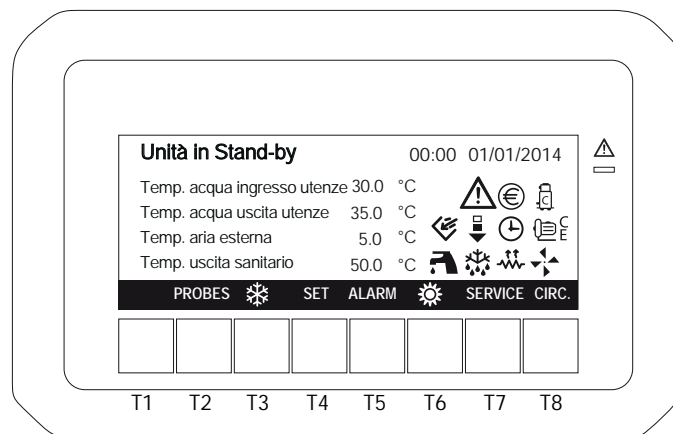 Unità in Stand-by 00:00 01/01/2014
Temp. acqua ingresso utenze 30.0 °C
Temp. acqua uscita utenze 35.0 °C
Temp. aria esterna 5.0 °C
Temp. uscita sanitario 50.0 °C
€ C
C
E
PROBES SET ALARM SERVICE CIRC.
T1 T2 T3 T4 T5 T6 T7 T8